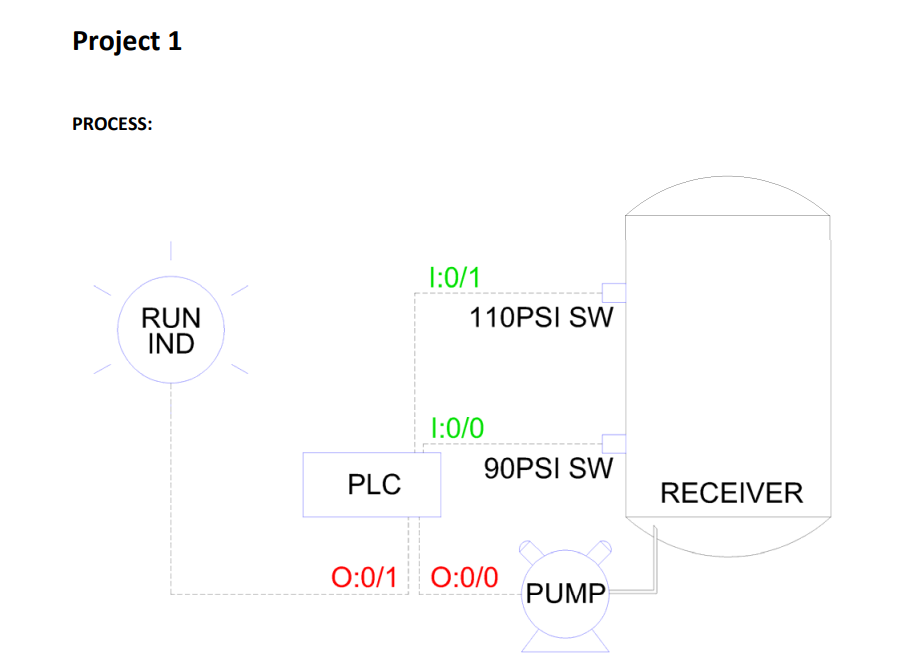 Project 1
PROCESS:
I:0/1
110PSI SW
RUN
IND
I:0/0
90PSI SW
PLC
RECEIVER
O:0/1
O:0/0
PUMP